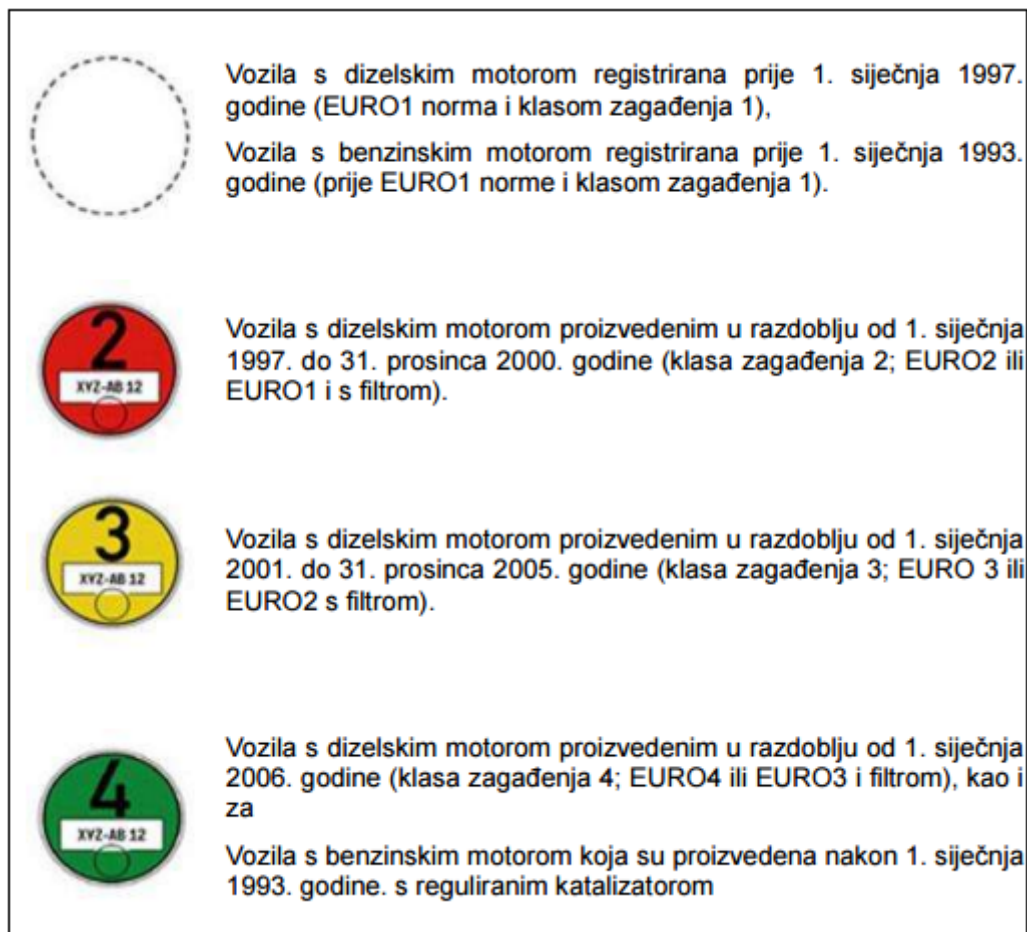 Vozila s dizelskim motorom registrirana prije 1. siječnja 1997.
godine (EURO1 norma i klasom zagađenja 1),
Vozila s benzinskim motorom registrirana prije 1. siječnja 1993.
godine (prije EURO1 norme i klasom zagađenja 1).
2
XYZ-AB 12
Vozila s dizelskim motorom proizvedenim u razdoblju od 1. siječnja
1997. do 31. prosinca 2000. godine (klasa zagađenja 2; EURO2 ili
EURO1 i s filtrom).
3
XYZ-AB 12
Vozila s dizelskim motorom proizvedenim u razdoblju od 1. siječnja
2001. do 31. prosinca 2005. godine (klasa zagađenja 3; EURO 3 ili
EURO2 s filtrom).
4
XYZ-AB 12
Vozila s dizelskim motorom proizvedenim u razdoblju od 1. siječnja
2006. godine (klasa zagađenja 4; EURO4 ili EURO3 i filtrom), kao i
za
Vozila s benzinskim motorom koja su proizvedena nakon 1. siječnja
1993. godine. s reguliranim katalizatorom